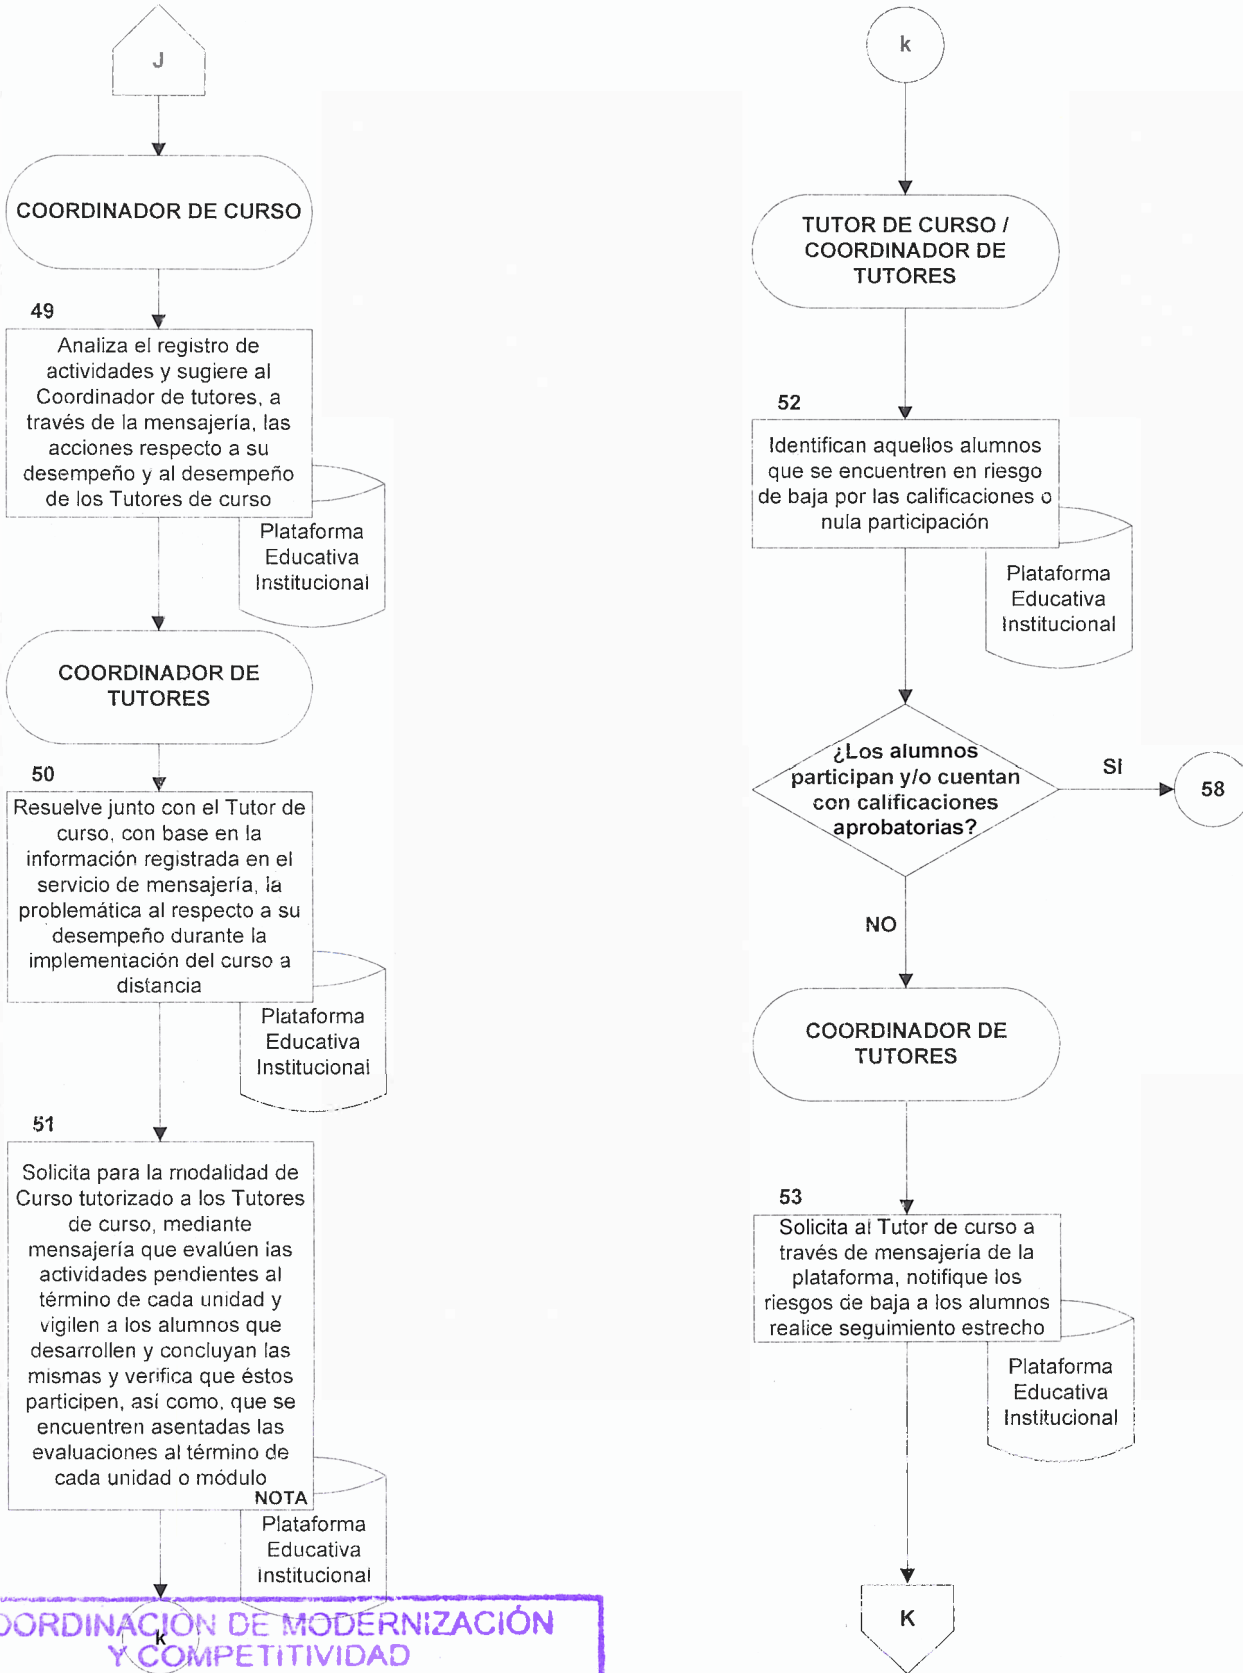 J
COORDINADOR DE CURSO
49
Analiza el registro de
actividades y sugiere al
Coordinador de tutores, a
través de la mensajería, las
acciones respecto a su
desempeño y al desempeño
de los Tutores de curso
Plataforma
Educativa
Institucional
COORDINADOR DE
TUTORES
50
Resuelve junto con el Tutor de
curso, con base en la
información registrada en el
servicio de mensajería, la
problemática al respecto a su
desempeño durante la
implementación del curso a
distancia
Plataforma
Educativa
Institucional
51
Solicita para la modalidad de
Curso tutorizado a los Tutores
de curso, mediante
mensajería que evalúen las
actividades pendientes al
término de cada unidad y
vigilen a los alumnos que
desarrollen y concluyan las
mismas y verifica que éstos
participen, así como, que se
encuentren asentadas las
evaluaciones al término de
cada unidad o módulo
NOTA
Plataforma
Educativa
Institucional
k
OORDINACIÓN DE MODERNIZACIÓN
Y COMPETITIVIDAD
k
TUTOR DE CURSO /
COORDINADOR DE
TUTORES
52
Identifican aquellos alumnos
que se encuentren en riesgo
de baja por las calificaciones o
nula participación
Plataforma
Educativa
Institucional
¿Los alumnos
participan y/o cuentan
con calificaciones
aprobatorias?
SI
58
NO
COORDINADOR DE
TUTORES
53
Solicita al Tutor de curso a
través de mensajería de la
plataforma, notifique los
riesgos de baja a los alumnos
realice seguimiento estrecho
Plataforma
Educativa
Institucional
K